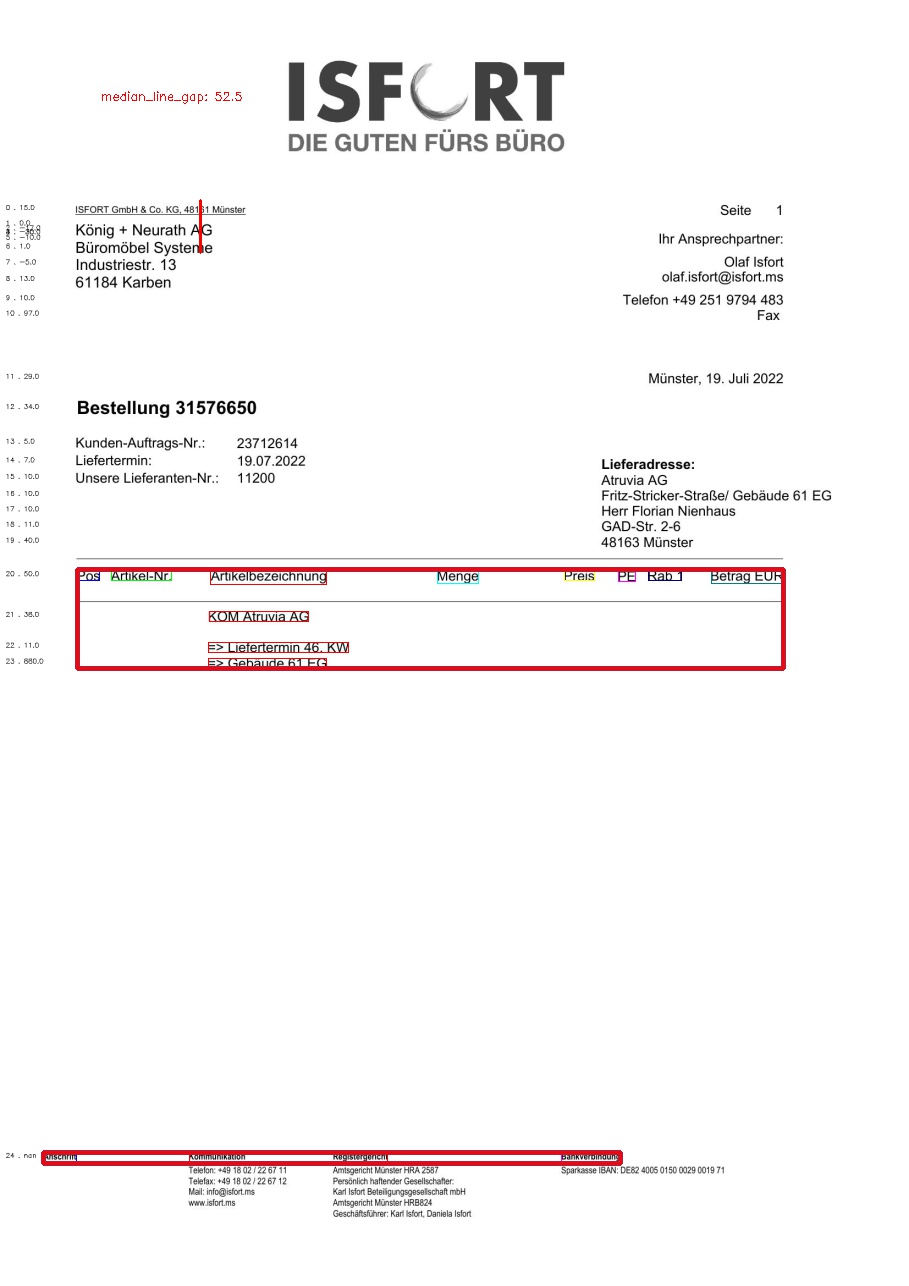 ISFORT
median_line_gap: 52.5
DIE GUTEN FÜRS BÜRO
0 . 15.0
ISFORT GmbH & Co. KG, 48161 Münster
Seite 1
1 . 0.0
König + Neurath AG
5 . -10.0
Ihr Ansprechpartner:
6 . 1.0
Büromöbel Systeme
7 . -5.0
Industriestr. 13
Olaf Isfort
8 . 13.0
61184 Karben
olaf.isfort@isfort.ms
9 . 10.0
Telefon +49 251 9794 483
10 . 97.0
Fax
11 . 29.0
Münster, 19. Juli 2022
12 . 34.0
Bestellung 31576650
13 . 5.0
Kunden-Auftrags-Nr.: 23712614
14 . 7.0
Liefertermin: 19.07.2022
Lieferadresse:
15 . 10.0
Unsere Lieferanten-Nr.: 11200
Atruvia AG
16 . 10.0
Fritz-Stricker-Straße/ Gebäude 61 EG
17 . 10.0
Herr Florian Nienhaus
18 . 11.0
GAD-Str. 2-6
19 . 40.0
48163 Münster
20 . 50.0
Pos Artikel-Nr. Artikelbezeichnung Menge Preis PE Rab 1 Betrag EUR
21 . 36.0
KOM Atruvia AG
22 . 11.0
=> Liefertermin 46. KW
23 . 880.0
=> Gebäude 61 EG
24 . nan
Anschrift Kommunikation Registergericht Bankverbindung
Telefon: +49 18 02 / 22 67 11 Amtsgericht Münster HRA 2587 Sparkasse IBAN: DE82 4005 0150 0029 0019 71
Telefax: +49 18 02 / 22 67 12 Persönlich haftender Gesellschafter:
Mail: info@isfort.ms Karl Isfort Beteiligungsgesellschaft mbH
www.isfort.ms Amtsgericht Münster HRB824
Geschäftsführer: Karl Isfort, Daniela Isfort